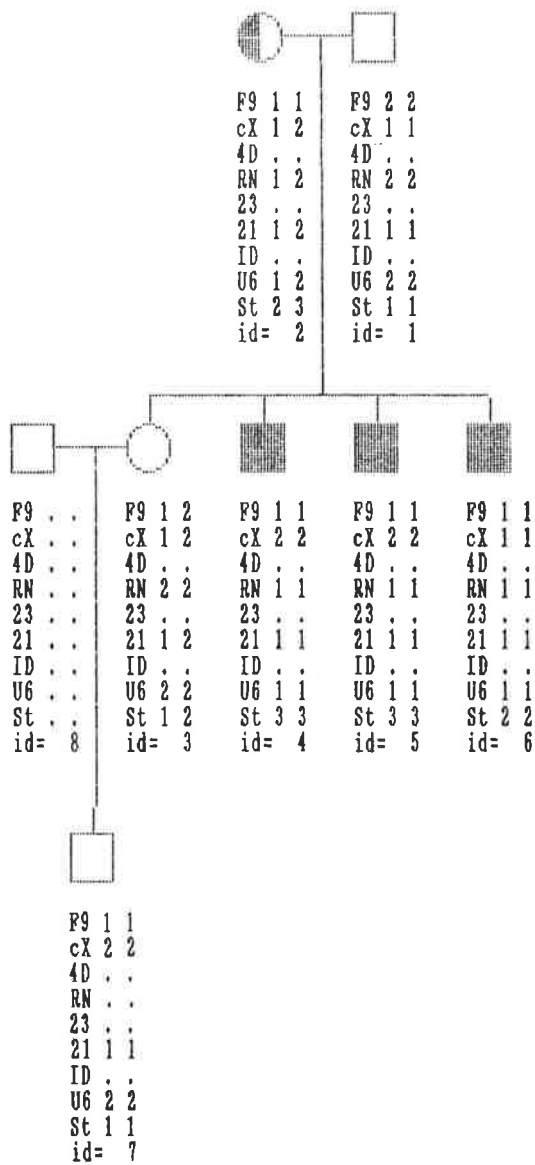 F9 1 1
cX 1 2
4D . .
RN 1 2
23 . .
21 1 2
ID . .
U6 1 2
St 2 3
id= 2
F9 2 2
cX 1 1
4D . .
RN 2 2
23 . .
21 1 1
ID . .
U6 2 2
St 1 1
id= 1
F9 . .
cX . .
4D . .
RN . .
23 . .
21 . .
ID . .
U6 . .
St . .
id= 8
F9 1 2
cX 1 2
4D . .
RN 2 2
23 . .
21 1 2
ID . .
U6 2 2
St 1 2
id= 3
F9 1 1
cX 2 2
4D . .
RN 1 1
23 . .
21 1 1
ID . .
U6 1 1
St 3 3
id= 4
F9 1 1
cX 2 2
4D . .
RN 1 1
23 . .
21 1 1
ID . .
U6 1 1
St 3 3
id= 5
F9 1 1
cX 1 1
4D . .
RN 1 1
23 . .
21 1 1
ID . .
U6 1 1
St 2 2
id= 6
F9 1 1
cX 2 2
4D . .
RN . .
23 . .
21 1 1
ID . .
U6 2 2
St 1 1
id= 7